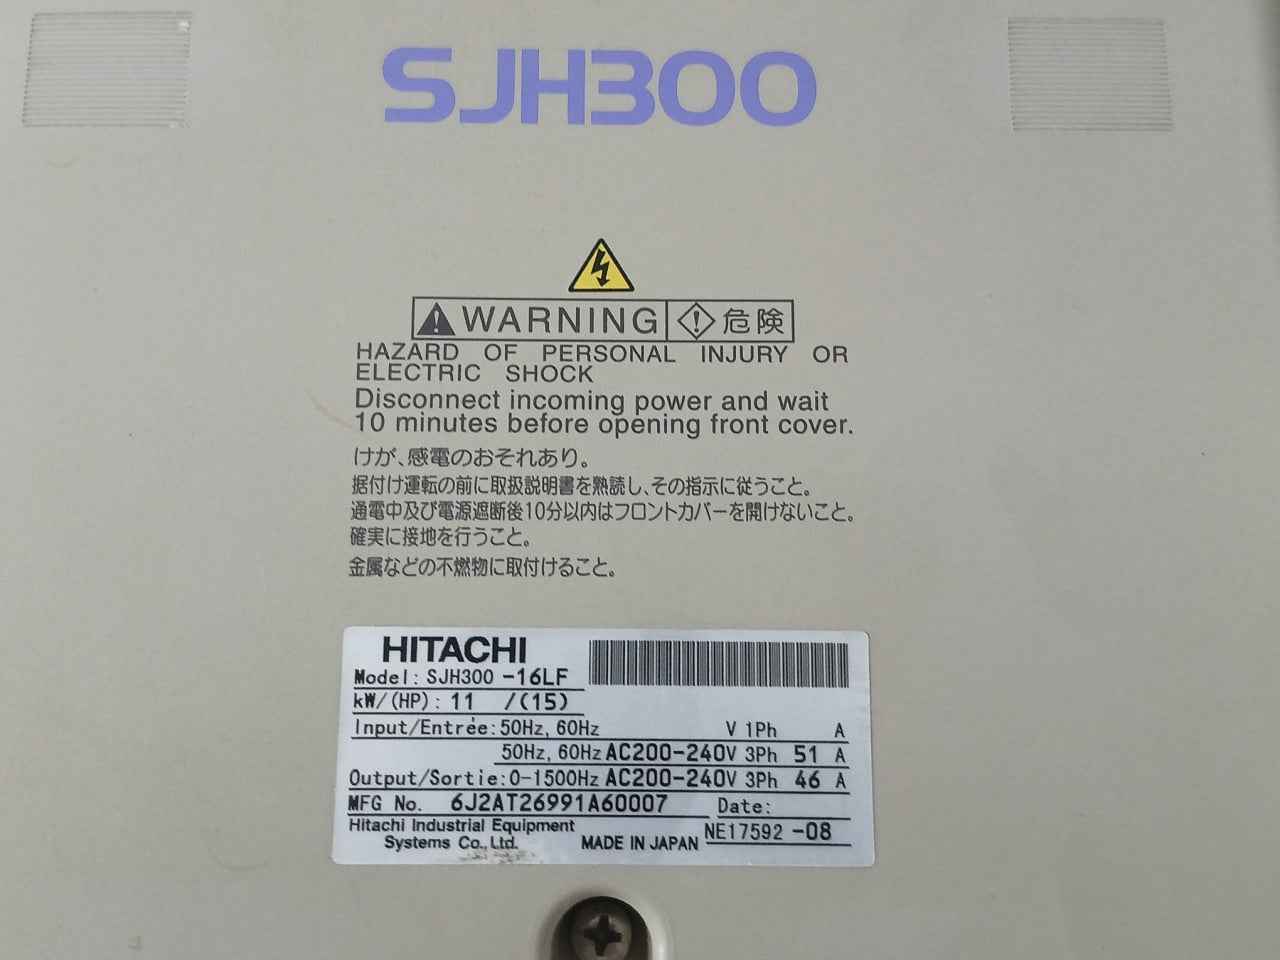 SJH300
WARNING 危険
HAZARD OF PERSONAL INJURY OR
ELECTRIC SHOCK
Disconnect incoming power and wait
10 minutes before opening front cover.
けが、感電のおそれあり。
据付け運転の前に取扱説明書を熟読し、その指示に従うこと。
通電中及び電源遮断後10分以内はフロントカバーを開けないこと。
確実に接地を行うこと。
金属などの不燃物に取付けること。
HITACHI
Model: SJH300 -16LF
kW/(HP): 11 /(15)
Input/Entrée: 50Hz, 60Hz V 1Ph A
50Hz, 60Hz AC200-240V 3Ph 51 A
Output/Sortie: 0-1500Hz AC200-240V 3Ph 46 A
MFG No. 6J2AT26991A60007 Date:
Hitachi Industrial Equipment
Systems Co., Ltd. MADE IN JAPAN NE17592 -08